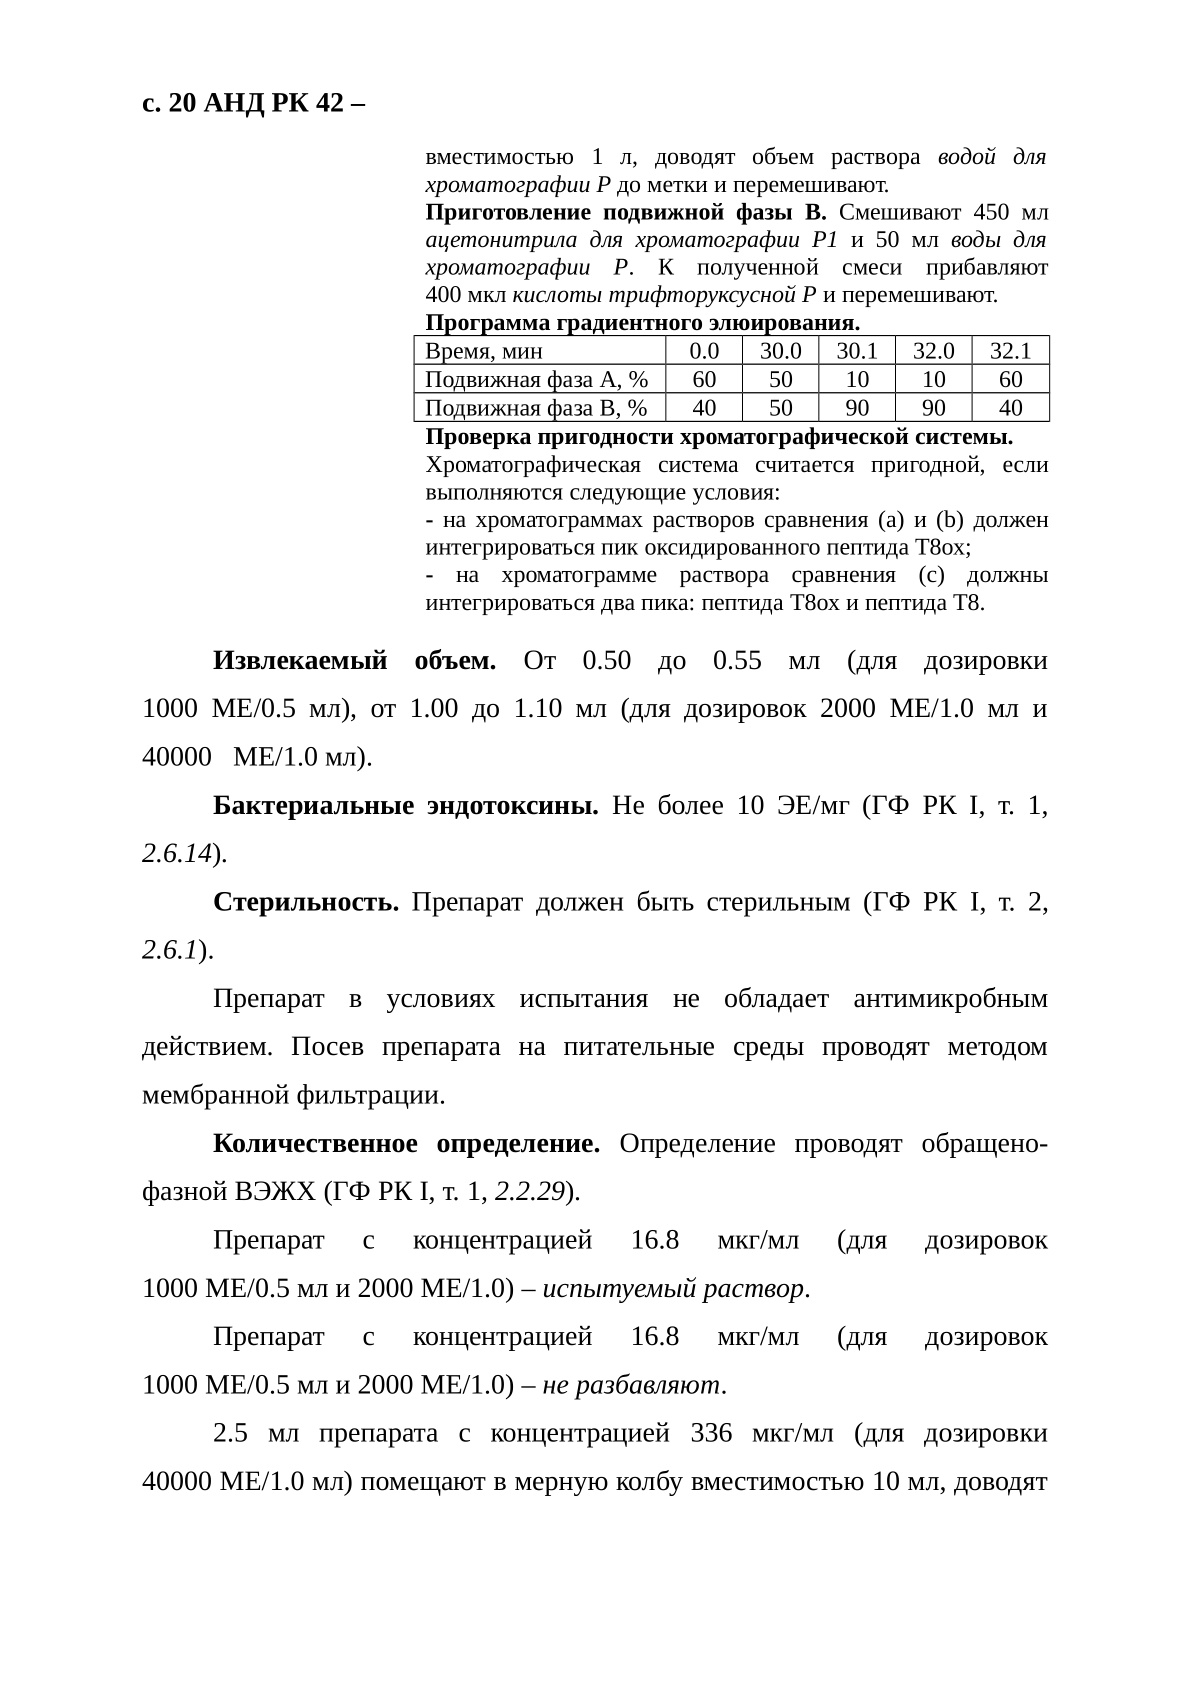 с. 20 АНД РК 42 –
вместимостью 1 л, доводят объем раствора водой для
хроматографии Р до метки и перемешивают.
Приготовление подвижной фазы В. Смешивают 450 мл
ацетонитрила для хроматографии Р1 и 50 мл воды для
хроматографии Р. К полученной смеси прибавляют
400 мкл кислоты трифторуксусной Р и перемешивают.
Программа градиентного элюирования.
Время, мин 0.0 30.0 30.1 32.0 32.1
Подвижная фаза А, % 60 50 10 10 60
Подвижная фаза В, % 40 50 90 90 40
Проверка пригодности хроматографической системы.
Хроматографическая система считается пригодной, если
выполняются следующие условия:
- на хроматограммах растворов сравнения (a) и (b) должен
интегрироваться пик оксидированного пептида Т8ох;
- на хроматограмме раствора сравнения (с) должны
интегрироваться два пика: пептида Т8ох и пептида Т8.
Извлекаемый объем. От 0.50 до 0.55 мл (для дозировки
1000 МЕ/0.5 мл), от 1.00 до 1.10 мл (для дозировок 2000 МЕ/1.0 мл и
40000 МЕ/1.0 мл).
Бактериальные эндотоксины. Не более 10 ЭЕ/мг (ГФ РК I, т. 1,
2.6.14).
Стерильность. Препарат должен быть стерильным (ГФ РК I, т. 2,
2.6.1).
Препарат в условиях испытания не обладает антимикробным
действием. Посев препарата на питательные среды проводят методом
мембранной фильтрации.
Количественное определение. Определение проводят обращено-
фазной ВЭЖХ (ГФ РК I, т. 1, 2.2.29).
Препарат с концентрацией 16.8 мкг/мл (для дозировок
1000 МЕ/0.5 мл и 2000 МЕ/1.0) – испытуемый раствор.
Препарат с концентрацией 16.8 мкг/мл (для дозировок
1000 МЕ/0.5 мл и 2000 МЕ/1.0) – не разбавляют.
2.5 мл препарата с концентрацией 336 мкг/мл (для дозировки
40000 МЕ/1.0 мл) помещают в мерную колбу вместимостью 10 мл, доводят